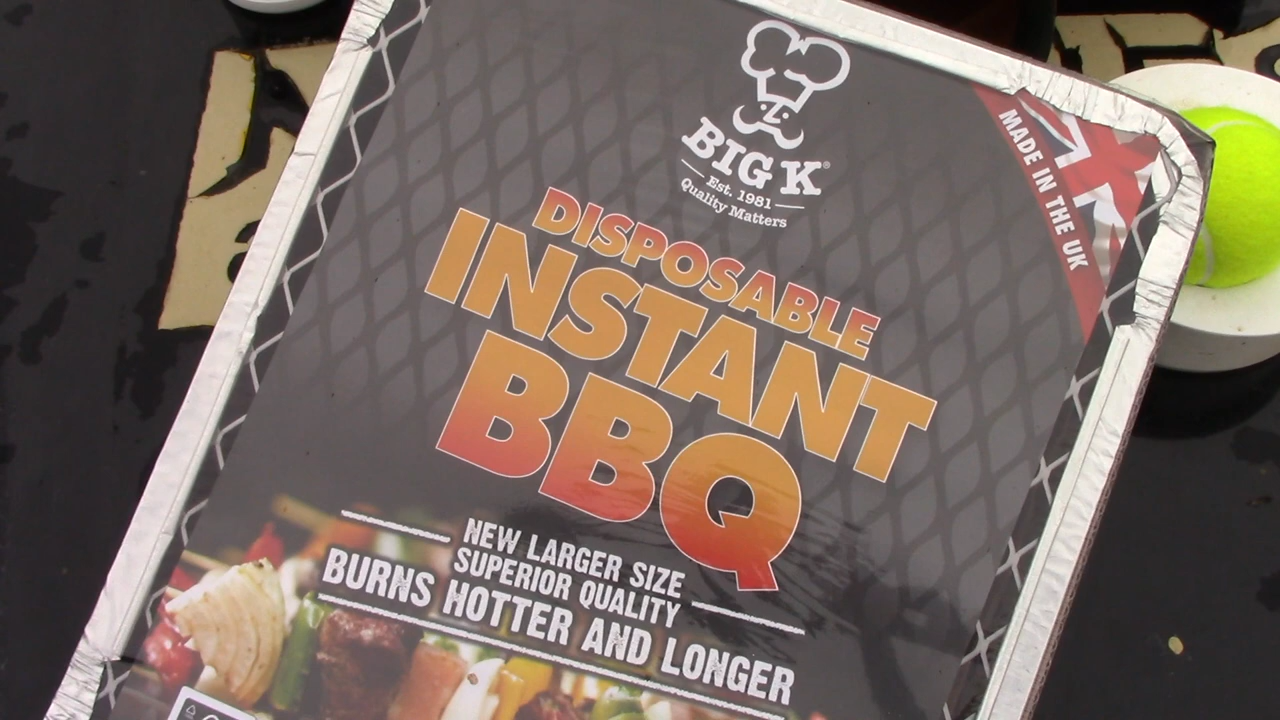 BIG K®
Est. 1981
Quality Matters
MADE IN THE UK
DISPOSABLE
INSTANT
BBQ
NEW LARGER SIZE
SUPERIOR QUALITY
BURNS HOTTER AND LONGER